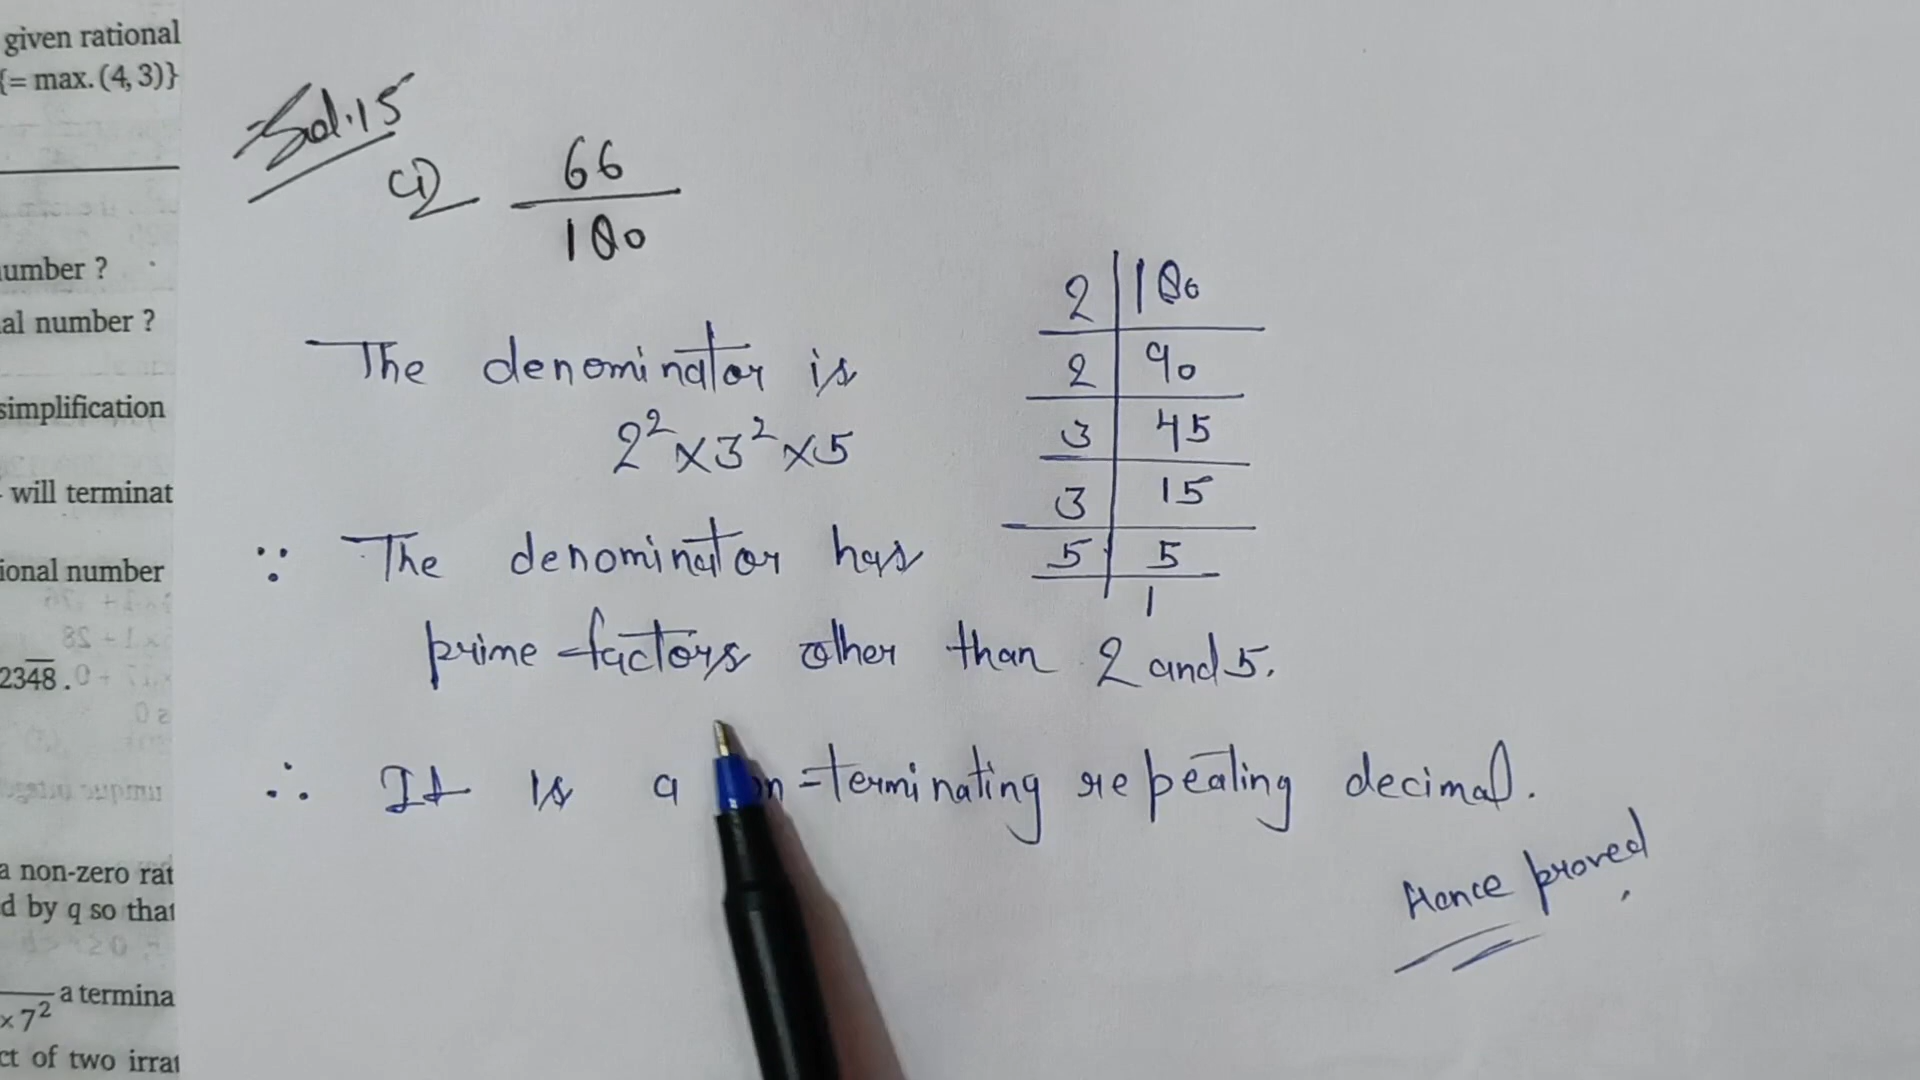 given rational
{= max. (4, 3)}
umber ?
al number ?
simplification
will terminat
ional number
2348.
a non-zero rat
d by q so that
a termina
× 7²
ct of two irrat
Sol.15
(i) 66
180
The denominator is
2² × 3² × 5
2 | 180
2 | 90
3 | 45
3 | 15
5 | 5
1
∵ The denominator has
prime factors other than 2 and 5.
∴ It is a n-terminating repeating decimal.
Hence proved